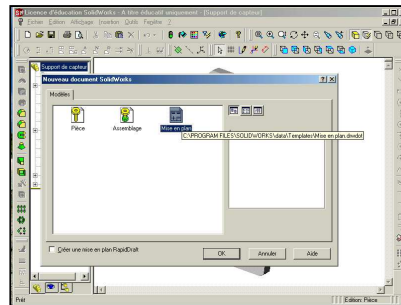 Licence d'éducation SolidWorks - A titre éducatif uniquement - [Support de capteur]
Fichier Edition Affichage Insertion Outils Fenêtre ?
Support de capteur
Nouveau document SolidWorks
Modèles
Pièce Assemblage Mise en plan
C:\PROGRAM FILES\SOLIDWORKS\data\Templates\Mise en plan.drwdot
Créer une mise en plan RapidDraft
OK Annuler Aide
Prêt Edition: Pièce